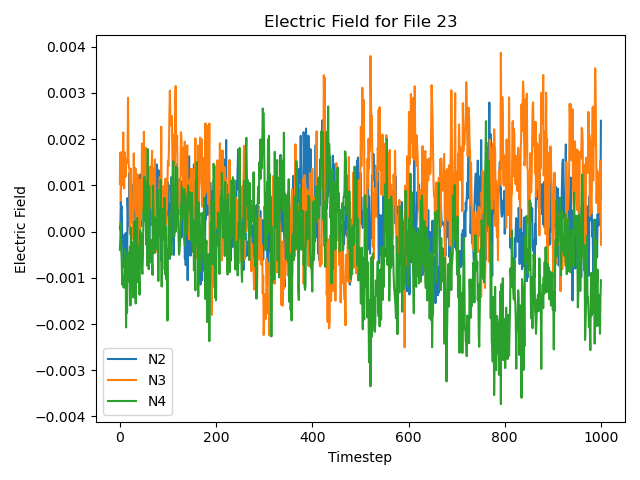 Electric Field for File 23
Electric Field
0.004
0.003
0.002
0.001
0.000
−0.001
−0.002
−0.003
−0.004
N2
N3
N4
0 200 400 600 800 1000
Timestep